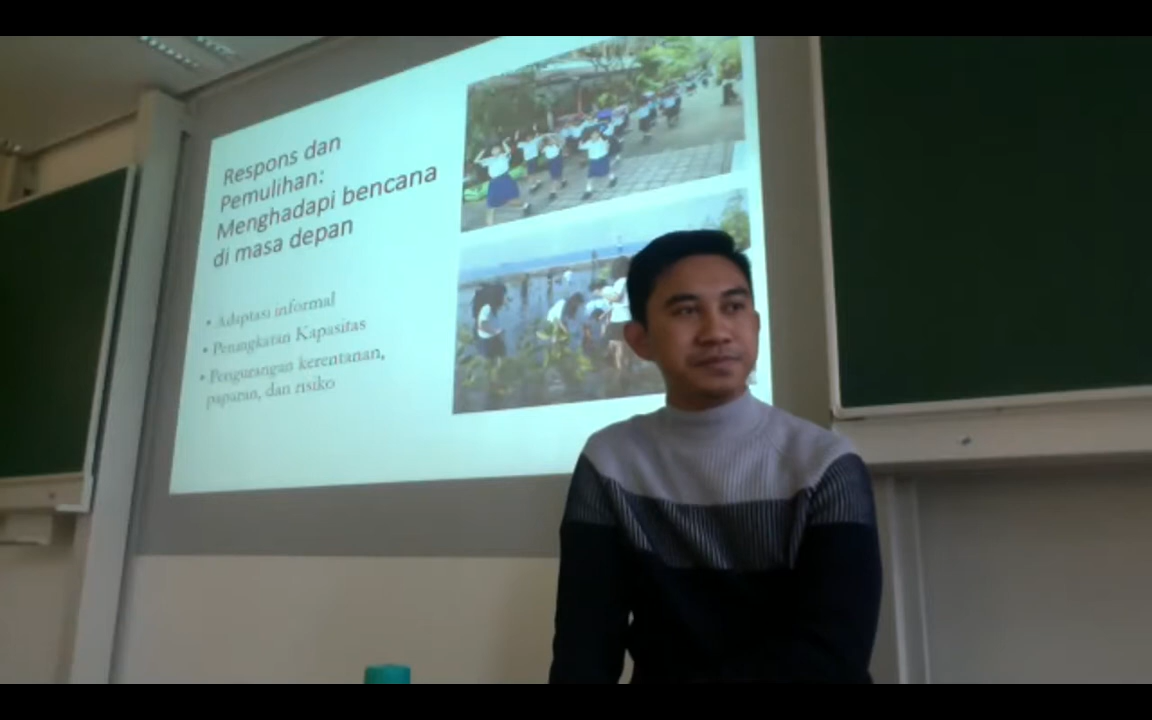 Respons dan
Pemulihan:
Menghadapi bencana
di masa depan
• Adaptasi informal
• Peningkatan Kapasitas
• Pengurangan kerentanan,
paparan, dan risiko